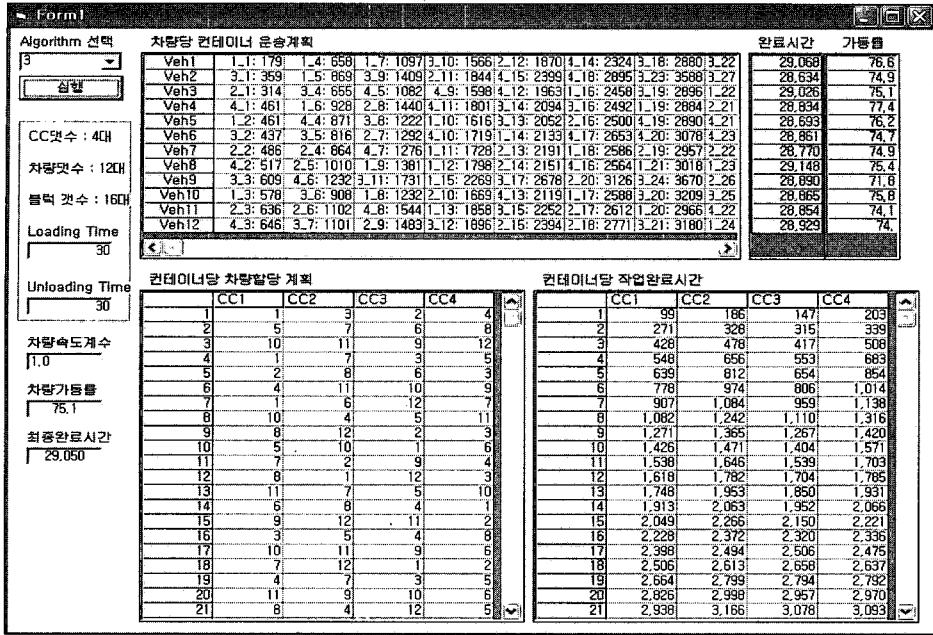 Form1
Algorithm 선택
3
실행
CC댓수 : 4대
차량댓수 : 12대
블럭 갯수 : 16대
Loading Time
30
Unloading Time
30
차량속도계수
1,0
차량가동률
75,1
최종완료시간
29,050
차량당 컨테이너 운송계획
Veh1 1_1: 179 1_4: 658 1_7: 1097 3_10: 1566 2_12: 1870 4_14: 2324 3_18: 2880 3_22
Veh2 3_1: 359 1_5: 869 3_9: 1409 2_11: 1844 4_15: 2399 4_18: 2895 3_23: 3588 3_27
Veh3 2_1: 314 3_4: 655 4_5: 1082 4_9: 1598 4_12: 1963 1_16: 2458 3_19: 2896 1_22
Veh4 4_1: 461 1_6: 928 2_8: 1440 4_11: 1801 3_14: 2094 3_16: 2492 1_19: 2884 2_21
Veh5 1_2: 461 4_4: 871 3_8: 1222 1_10: 1616 3_13: 2052 2_16: 2500 4_19: 2890 4_21
Veh6 3_2: 437 3_5: 816 2_7: 1292 4_10: 1719 1_14: 2133 4_17: 2653 4_20: 3078 4_23
Veh7 2_2: 486 2_4: 864 4_7: 1276 1_11: 1728 2_13: 2191 1_18: 2586 2_19: 2957 2_22
Veh8 4_2: 517 2_5: 1010 1_9: 1381 1_12: 1798 2_14: 2151 4_16: 2564 1_21: 3018 1_23
Veh9 3_3: 609 4_6: 1232 3_11: 1731 1_15: 2269 3_17: 2678 2_20: 3126 3_24: 3670 2_26
Veh10 1_3: 578 3_6: 908 1_8: 1232 2_10: 1669 4_13: 2119 1_17: 2588 3_20: 3209 3_25
Veh11 2_3: 636 2_6: 1102 4_8: 1544 1_13: 1858 3_15: 2252 2_17: 2612 1_20: 2966 4_22
Veh12 4_3: 646 3_7: 1101 2_9: 1483 3_12: 1896 2_15: 2394 2_18: 2771 3_21: 3180 1_24
완료시간 가동률
29,068 76,6
28,634 74,9
29,026 75,1
28,834 77,4
28,693 76,2
28,861 74,7
28,770 74,9
29,148 75,4
28,890 71,8
28,865 75,8
28,854 74,1
28,929 74,
컨테이너당 차량할당 계획
CC1 CC2 CC3 CC4
1 1 3 2 4
2 5 7 6 8
3 10 11 9 12
4 1 7 3 5
5 2 8 6 3
6 4 11 10 9
7 1 6 12 7
8 10 4 5 11
9 8 12 2 3
10 5 10 1 6
11 7 2 9 4
12 8 1 12 3
13 11 7 5 10
14 6 8 4 1
15 9 12 11 2
16 3 5 4 8
17 10 11 9 6
18 7 12 1 2
19 4 7 3 5
20 11 9 10 6
21 8 4 12 5
컨테이너당 작업완료시간
CC1 CC2 CC3 CC4
1 99 186 147 203
2 271 328 315 339
3 428 478 417 508
4 548 656 553 683
5 639 812 654 854
6 778 974 806 1,014
7 907 1,084 959 1,138
8 1,082 1,242 1,110 1,316
9 1,271 1,365 1,267 1,420
10 1,426 1,471 1,404 1,571
11 1,538 1,646 1,539 1,703
12 1,618 1,782 1,704 1,785
13 1,748 1,953 1,850 1,931
14 1,913 2,063 1,952 2,066
15 2,049 2,266 2,150 2,221
16 2,228 2,372 2,320 2,336
17 2,398 2,494 2,506 2,475
18 2,506 2,613 2,658 2,637
19 2,664 2,799 2,794 2,792
20 2,826 2,998 2,957 2,970
21 2,938 3,166 3,078 3,093